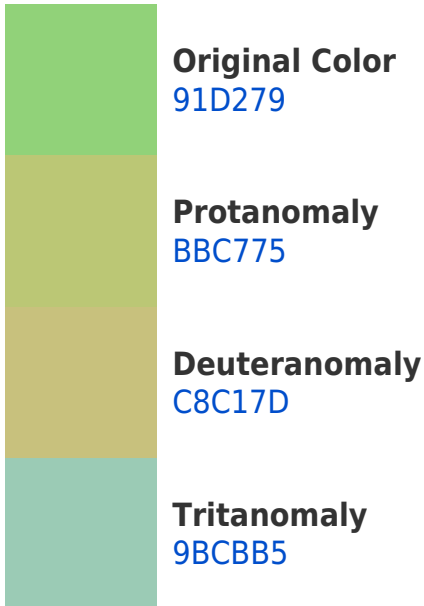 Original Color
91D279
Protanomaly
BBC775
Deuteranomaly
C8C17D
Tritanomaly
9BCBB5